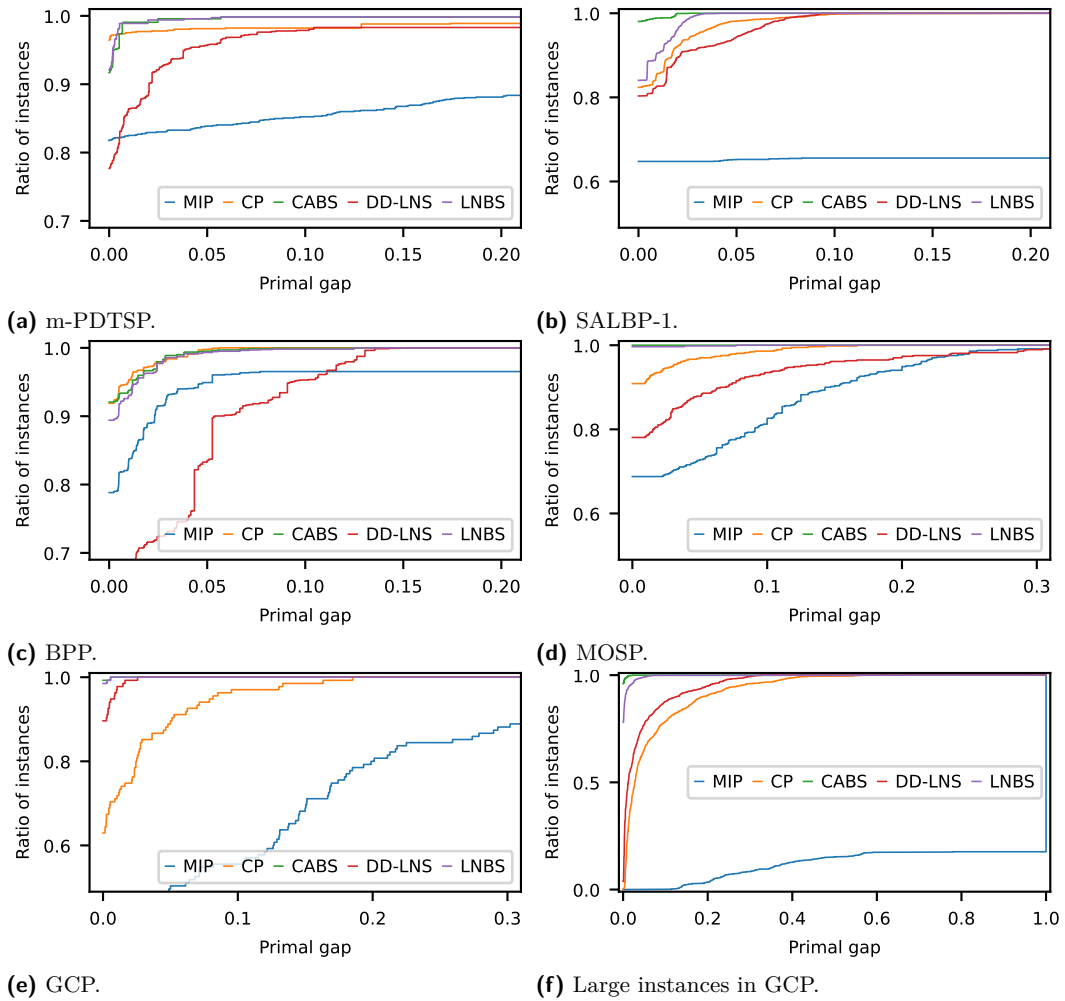 1.0
0.9
0.8
0.7
Ratio of instances
MIP CP CABS DD-LNS LNBS
0.00 0.05 0.10 0.15 0.20
Primal gap
(a) m-PDTSP.
1.0
0.8
0.6
Ratio of instances
MIP CP CABS DD-LNS LNBS
0.00 0.05 0.10 0.15 0.20
Primal gap
(b) SALBP-1.
1.0
0.9
0.8
0.7
Ratio of instances
MIP CP CABS DD-LNS LNBS
0.00 0.05 0.10 0.15 0.20
Primal gap
(c) BPP.
1.0
0.8
0.6
Ratio of instances
MIP CP CABS DD-LNS LNBS
0.0 0.1 0.2 0.3
Primal gap
(d) MOSP.
1.0
0.8
0.6
Ratio of instances
MIP CP CABS DD-LNS LNBS
0.0 0.1 0.2 0.3
Primal gap
(e) GCP.
1.0
0.5
0.0
Ratio of instances
MIP CP CABS DD-LNS LNBS
0.0 0.2 0.4 0.6 0.8 1.0
Primal gap
(f) Large instances in GCP.